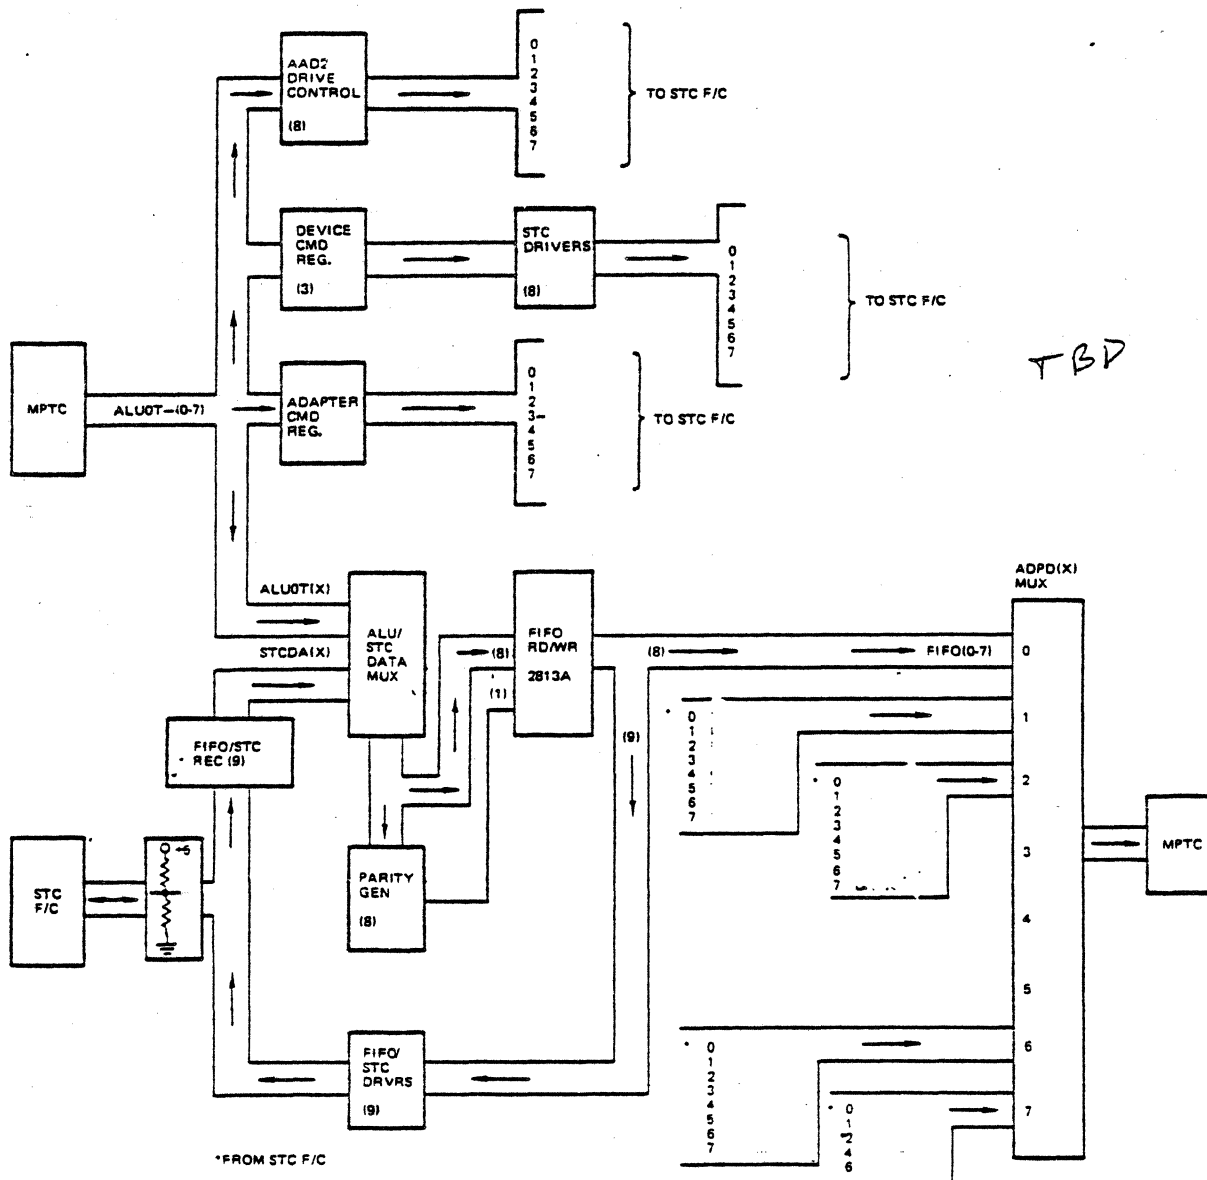 AAD2
DRIVE
CONTROL
(8)
0
1
2
3
4
5
6
7
TO STC F/C
DEVICE
CMD
REG.
(3)
STC
DRIVERS
(8)
0
1
2
3
4
5
6
7
TO STC F/C
TBD
MPTC
ALUOT—(0-7)
ADAPTER
CMD
REG.
0
1
2
3—
4
5
6
7
TO STC F/C
ALUOT(X)
STCDA(X)
ALU/
STC
DATA
MUX
(8)
(1)
FIFO
RD/WR
2813A
(8)
FIFO(0-7)
(9)
ADPD(X)
MUX
0
1
2
3
4
5
6
7
MPTC
0
1
2
3
4
5
6
7
0
1
2
3
4
5
6
7
FIFO/STC
REC (9)
+5
STC
F/C
PARITY
GEN
(8)
FIFO/
STC
DRVRS
(9)
* 0
1
2
3
4
5
6
7
* 0
1
2
4
6
*FROM STC F/C